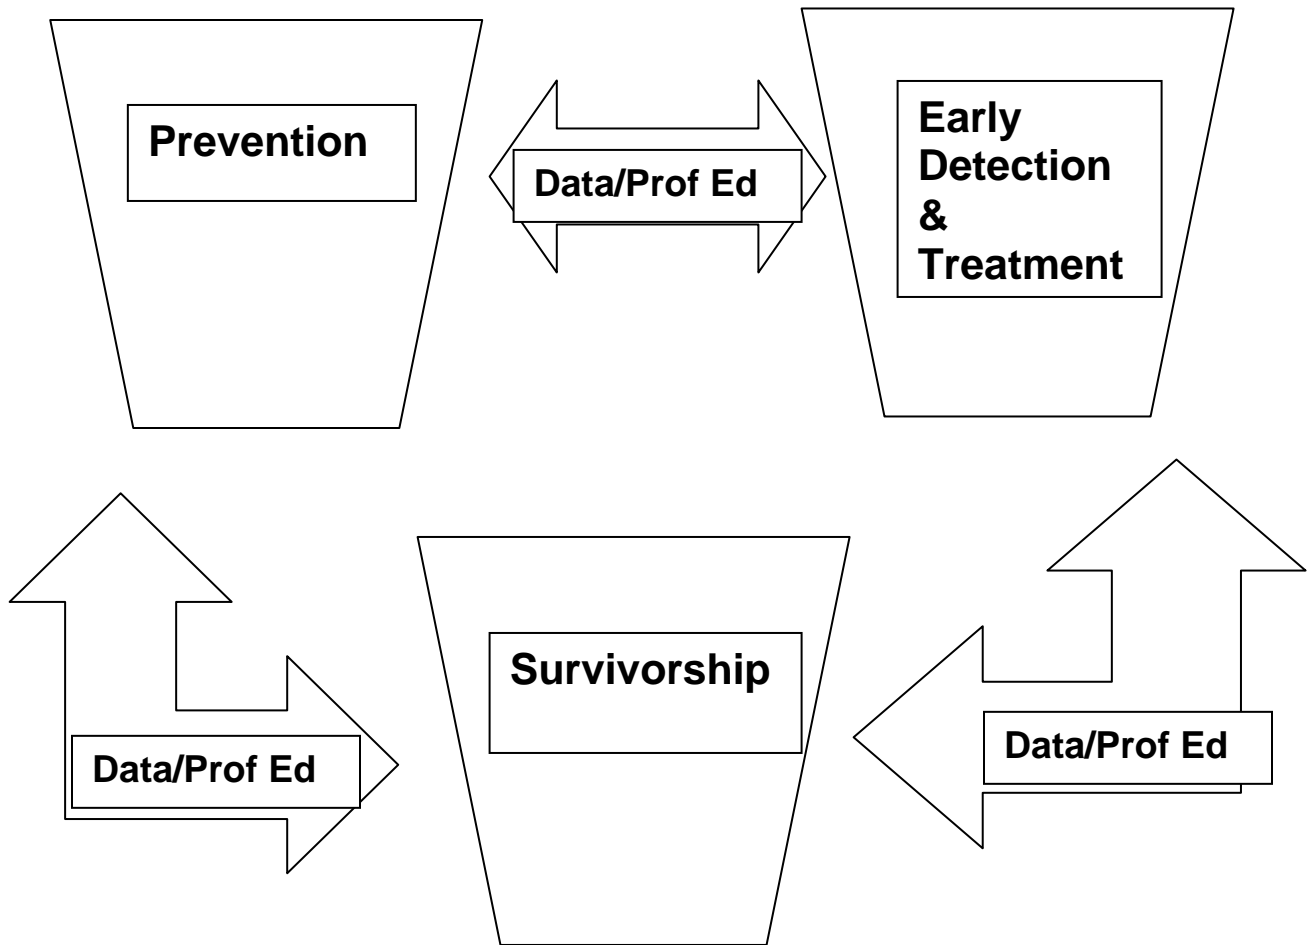 Prevention
Data/Prof Ed
Early
Detection
&
Treatment
Survivorship
Data/Prof Ed
Data/Prof Ed